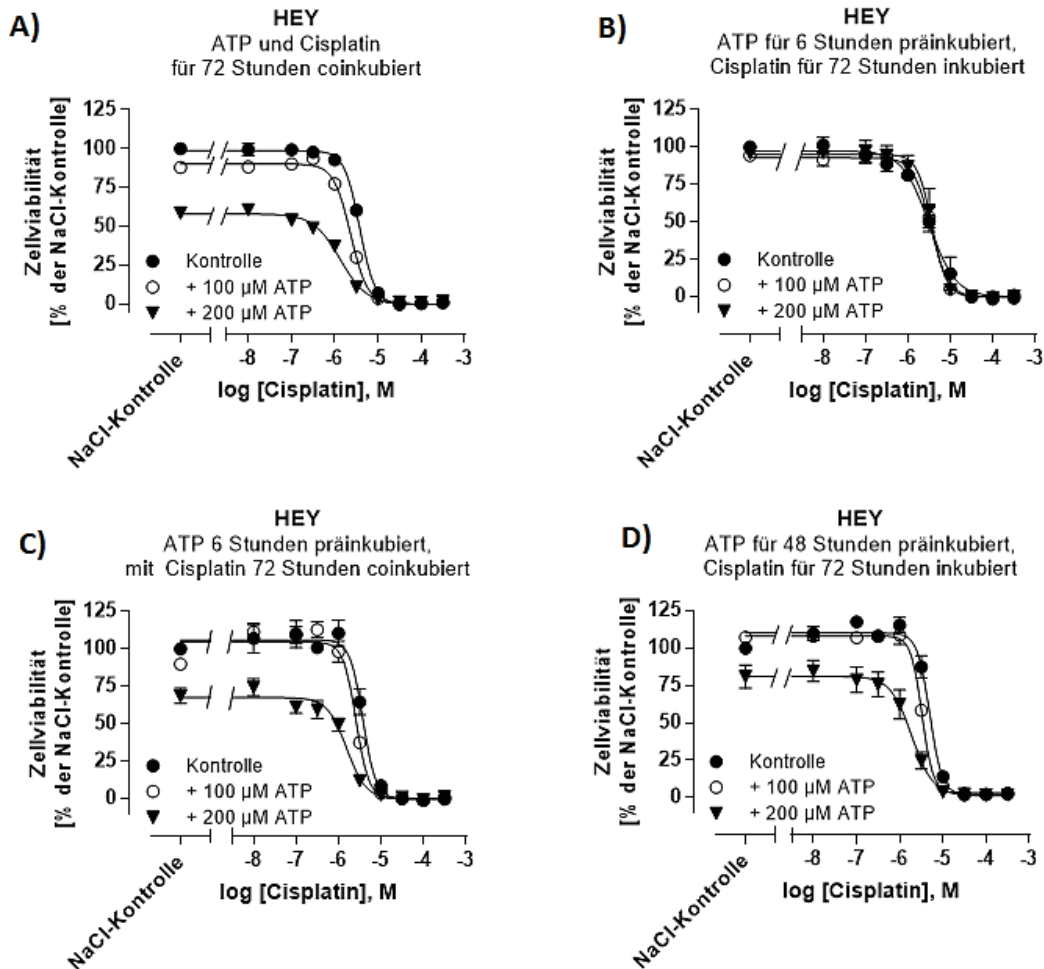 A)
HEY
ATP und Cisplatin
für 72 Stunden coinkubiert
Zellviabilität
[% der NaCl-Kontrolle]
125
100
75
50
25
0
Kontrolle
+ 100 µM ATP
+ 200 µM ATP
NaCl-Kontrolle
-8 -7 -6 -5 -4 -3
log [Cisplatin], M
B)
HEY
ATP für 6 Stunden präinkubiert,
Cisplatin für 72 Stunden inkubiert
Zellviabilität
[% der NaCl-Kontrolle]
125
100
75
50
25
0
Kontrolle
+ 100 µM ATP
+ 200 µM ATP
NaCl-Kontrolle
-8 -7 -6 -5 -4 -3
log [Cisplatin], M
C)
HEY
ATP 6 Stunden präinkubiert,
mit Cisplatin 72 Stunden coinkubiert
Zellviabilität
[% der NaCl-Kontrolle]
125
100
75
50
25
0
Kontrolle
+ 100 µM ATP
+ 200 µM ATP
NaCl-Kontrolle
-8 -7 -6 -5 -4 -3
log [Cisplatin], M
D)
HEY
ATP für 48 Stunden präinkubiert,
Cisplatin für 72 Stunden inkubiert
Zellviabilität
[% der NaCl-Kontrolle]
125
100
75
50
25
0
Kontrolle
+ 100 µM ATP
+ 200 µM ATP
NaCl-Kontrolle
-8 -7 -6 -5 -4 -3
log [Cisplatin], M